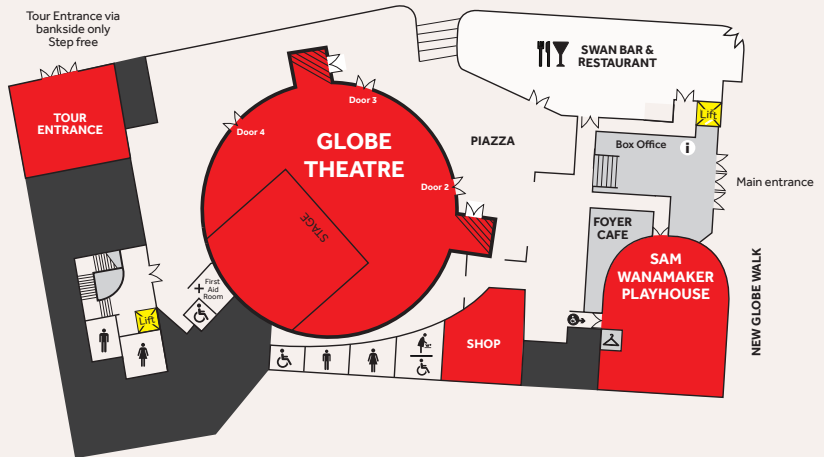 Tour Entrance via
bankside only
Step free
TOUR
ENTRANCE
SWAN BAR &
RESTAURANT
Lift
Door 3
Door 4
GLOBE
THEATRE
PIAZZA
Box Office
i
Main entrance
Door 2
STAGE
FOYER
CAFE
SAM
WANAMAKER
PLAYHOUSE
NEW GLOBE WALK
First
Aid
Room
Lift
SHOP